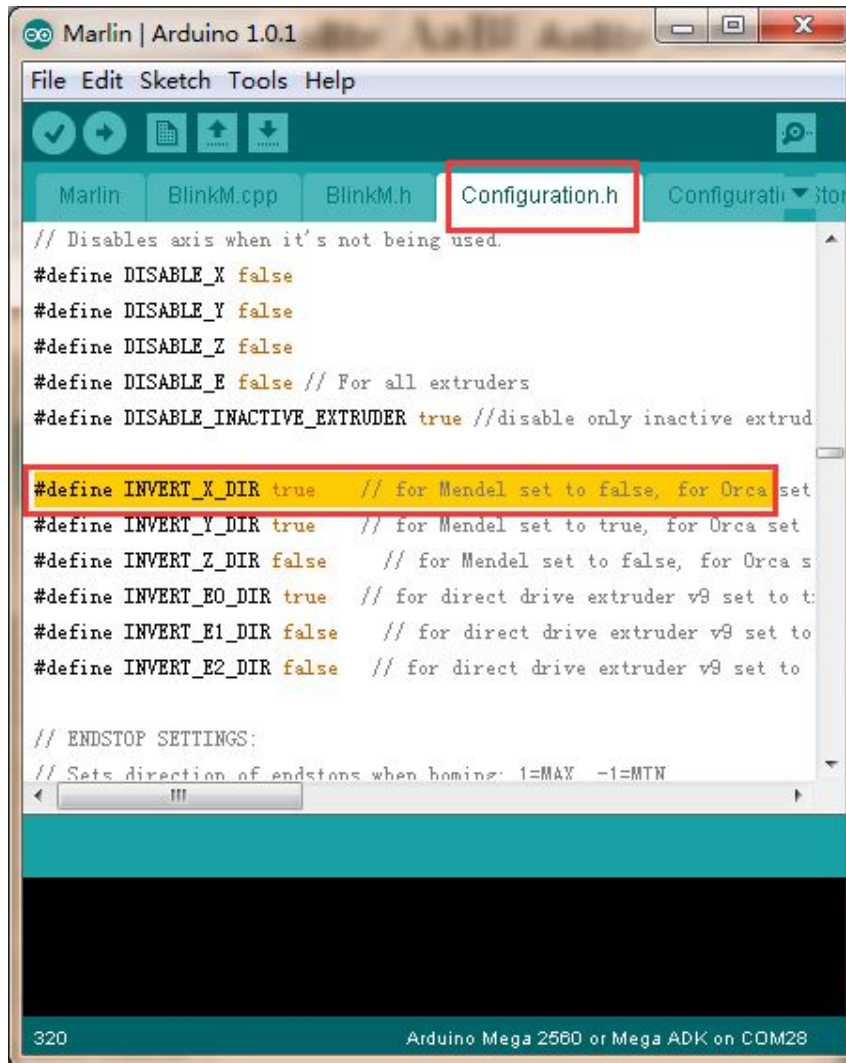 Marlin | Arduino 1.0.1
File Edit Sketch Tools Help
Marlin BlinkM.cpp BlinkM.h Configuration.h Configurati
// Disables axis when it's not being used.
#define DISABLE_X false
#define DISABLE_Y false
#define DISABLE_Z false
#define DISABLE_E false // For all extruders
#define DISABLE_INACTIVE_EXTRUDER true //disable only inactive extrud
#define INVERT_X_DIR true // for Mendel set to false, for Orca set
#define INVERT_Y_DIR true // for Mendel set to true, for Orca set
#define INVERT_Z_DIR false // for Mendel set to false, for Orca s
#define INVERT_E0_DIR true // for direct drive extruder v9 set to t
#define INVERT_E1_DIR false // for direct drive extruder v9 set to
#define INVERT_E2_DIR false // for direct drive extruder v9 set to
// ENDSTOP SETTINGS:
// Sets direction of endstops when homing; 1=MAX, -1=MIN
320 Arduino Mega 2560 or Mega ADK on COM28